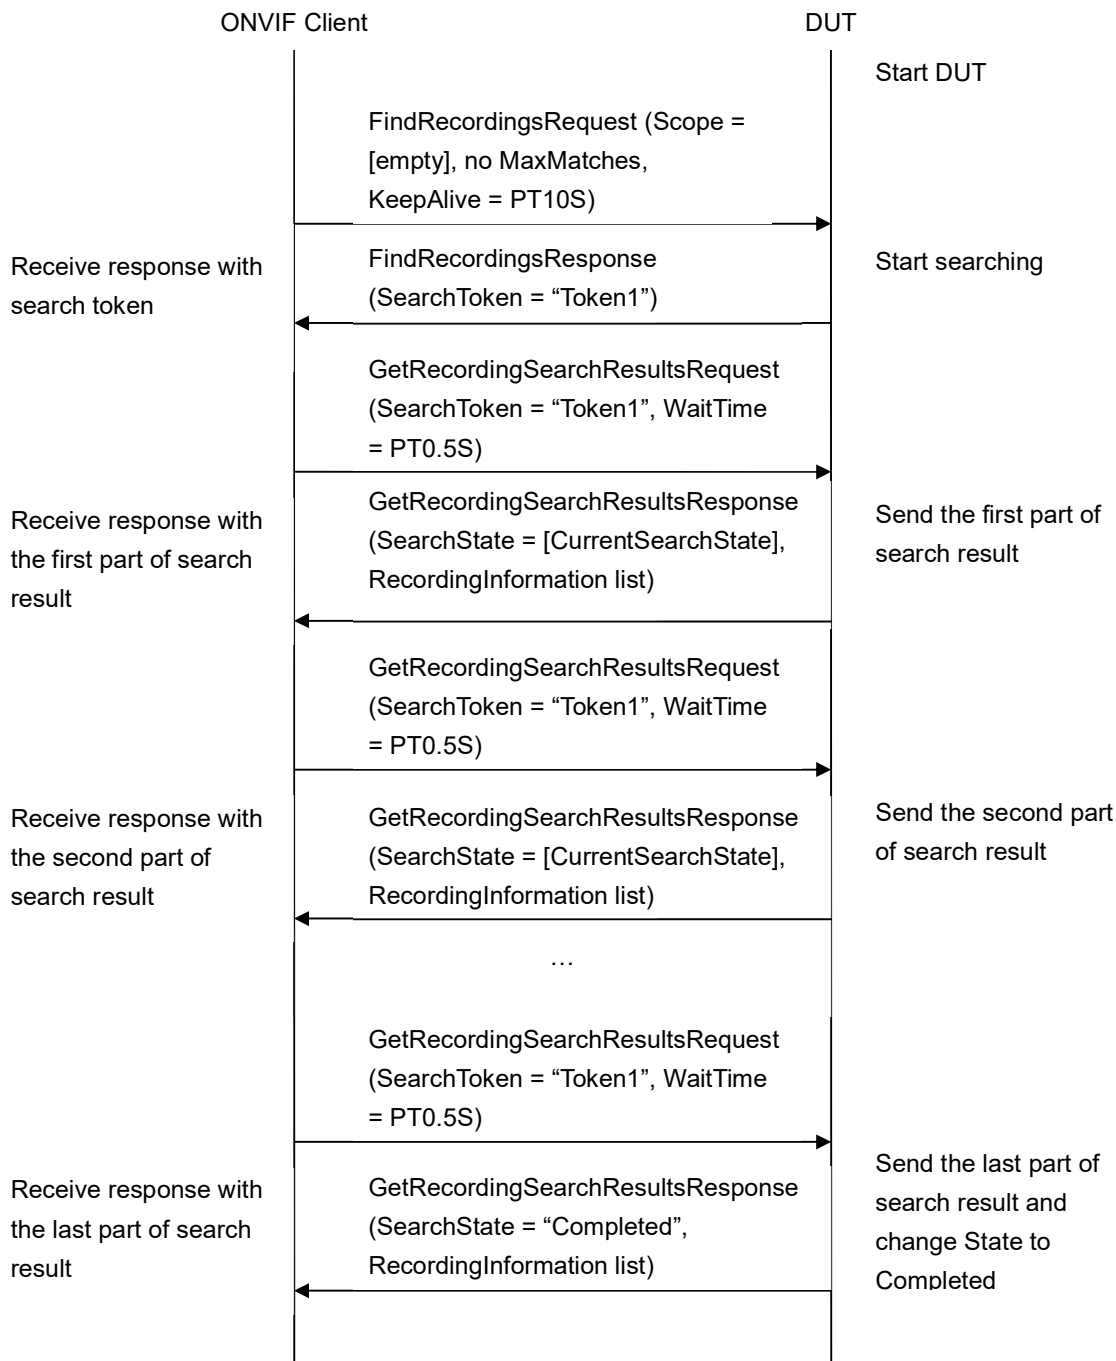 ONVIF Client
DUT
Start DUT
FindRecordingsRequest (Scope =
[empty], no MaxMatches,
KeepAlive = PT10S)
Receive response with
search token
FindRecordingsResponse
(SearchToken = “Token1”)
Start searching
GetRecordingSearchResultsRequest
(SearchToken = “Token1”, WaitTime
= PT0.5S)
Receive response with
the first part of search
result
GetRecordingSearchResultsResponse
(SearchState = [CurrentSearchState],
RecordingInformation list)
Send the first part of
search result
GetRecordingSearchResultsRequest
(SearchToken = “Token1”, WaitTime
= PT0.5S)
Receive response with
the second part of
search result
GetRecordingSearchResultsResponse
(SearchState = [CurrentSearchState],
RecordingInformation list)
Send the second part
of search result
…
GetRecordingSearchResultsRequest
(SearchToken = “Token1”, WaitTime
= PT0.5S)
Receive response with
the last part of search
result
GetRecordingSearchResultsResponse
(SearchState = “Completed”,
RecordingInformation list)
Send the last part of
search result and
change State to
Completed